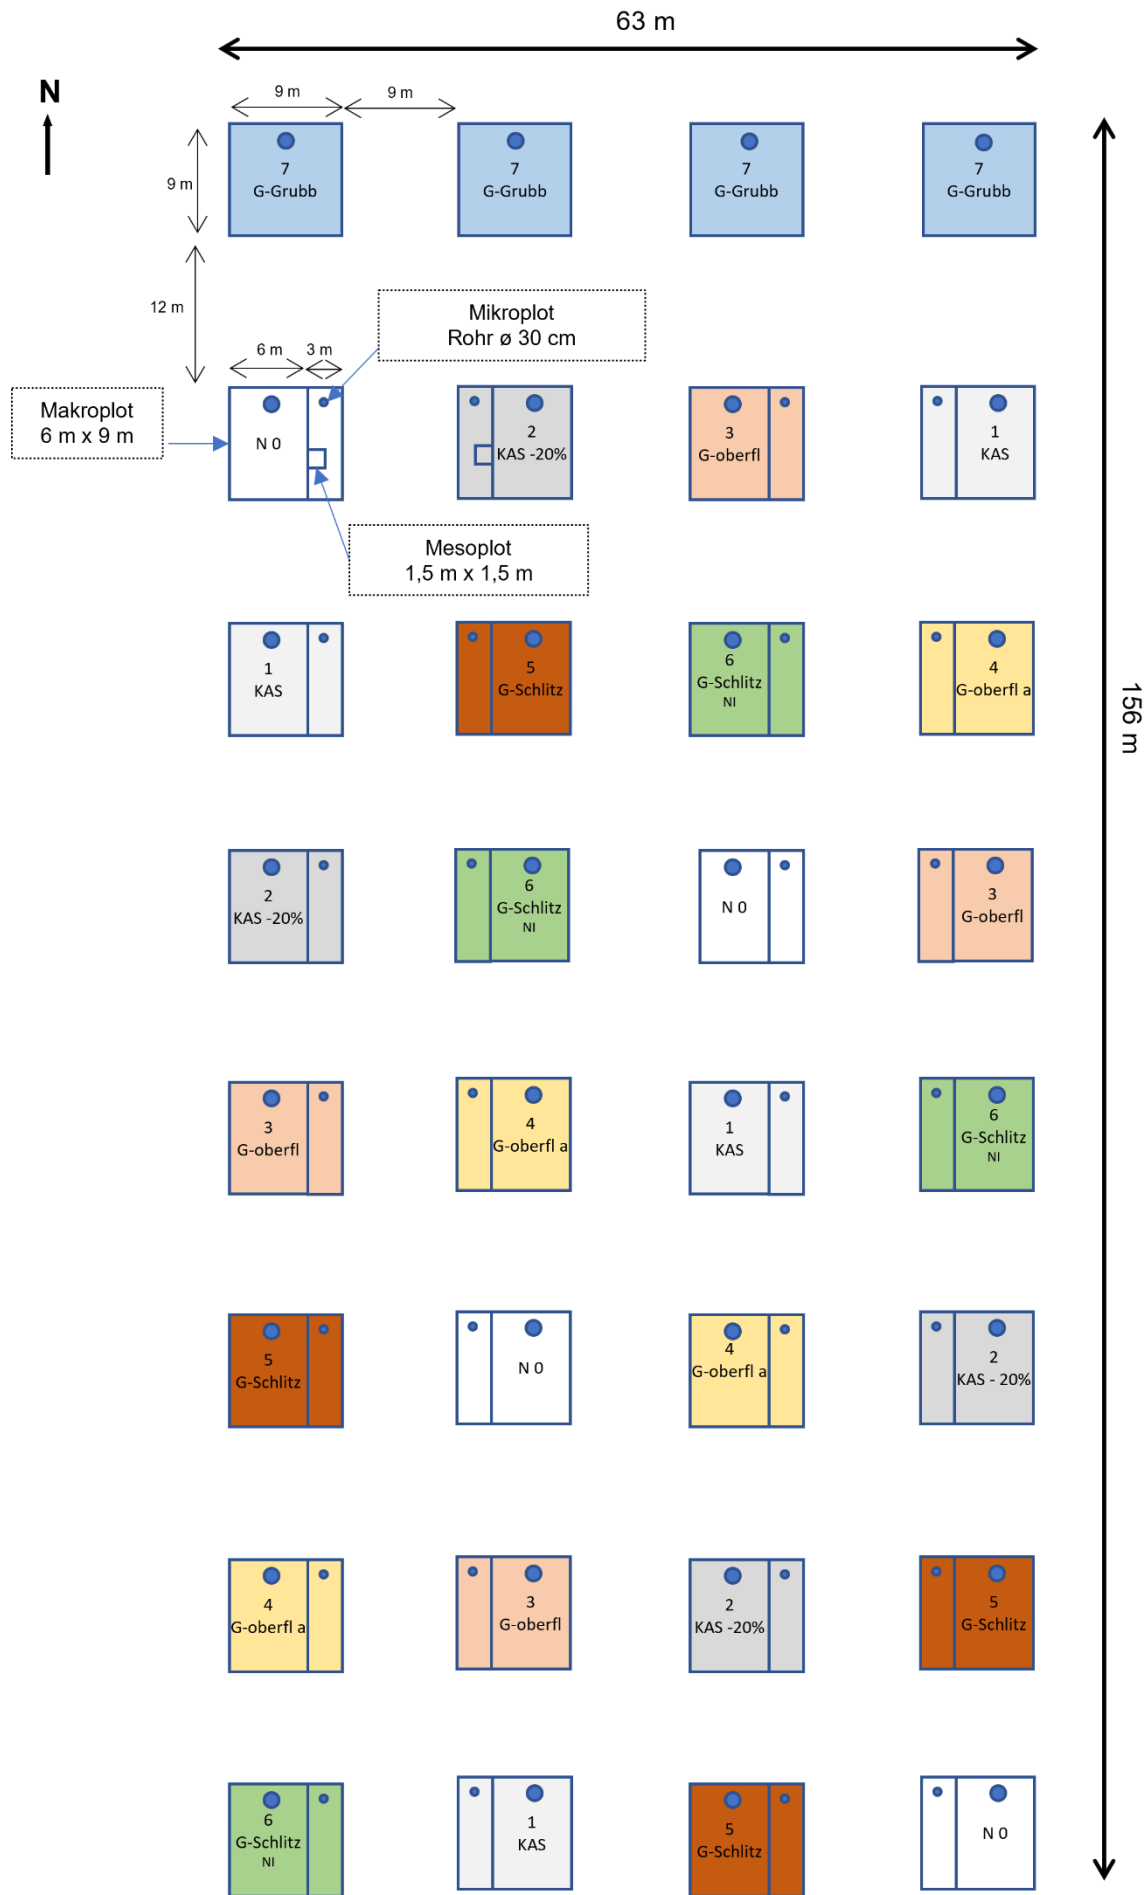 63 m
N
9 m
9 m
9 m
7
G-Grubb
7
G-Grubb
7
G-Grubb
7
G-Grubb
12 m
Mikroplot
Rohr ø 30 cm
6 m
3 m
Makroplot
6 m x 9 m
N 0
2
KAS -20%
3
G-oberfl
1
KAS
Mesoplot
1,5 m x 1,5 m
1
KAS
5
G-Schlitz
6
G-Schlitz
NI
4
G-oberfl a
156 m
2
KAS -20%
6
G-Schlitz
NI
N 0
3
G-oberfl
3
G-oberfl
4
G-oberfl a
1
KAS
6
G-Schlitz
NI
5
G-Schlitz
N 0
4
G-oberfl a
2
KAS - 20%
4
G-oberfl a
3
G-oberfl
2
KAS -20%
5
G-Schlitz
6
G-Schlitz
NI
1
KAS
5
G-Schlitz
N 0